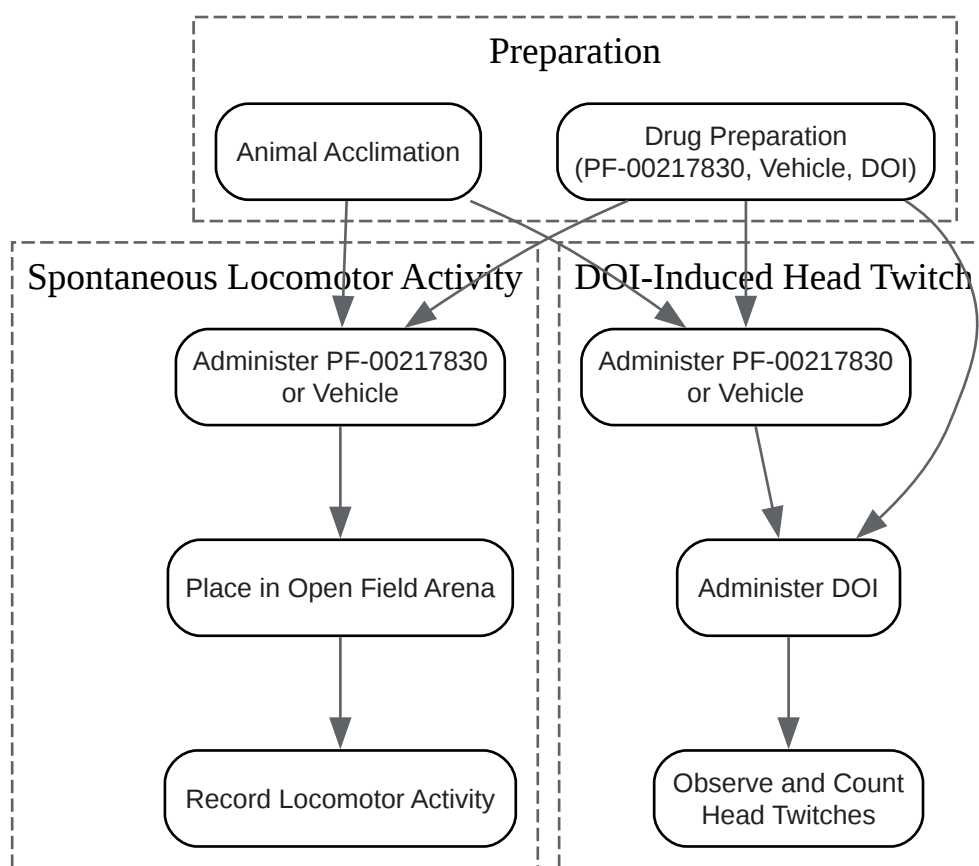 Preparation
Animal Acclimation
Drug Preparation
(PF-00217830, Vehicle, DOI)
Spontaneous Locomotor Activity
DOI-Induced Head Twitch
Administer PF-00217830
or Vehicle
Administer PF-00217830
or Vehicle
Place in Open Field Arena
Administer DOI
Record Locomotor Activity
Observe and Count
Head Twitches